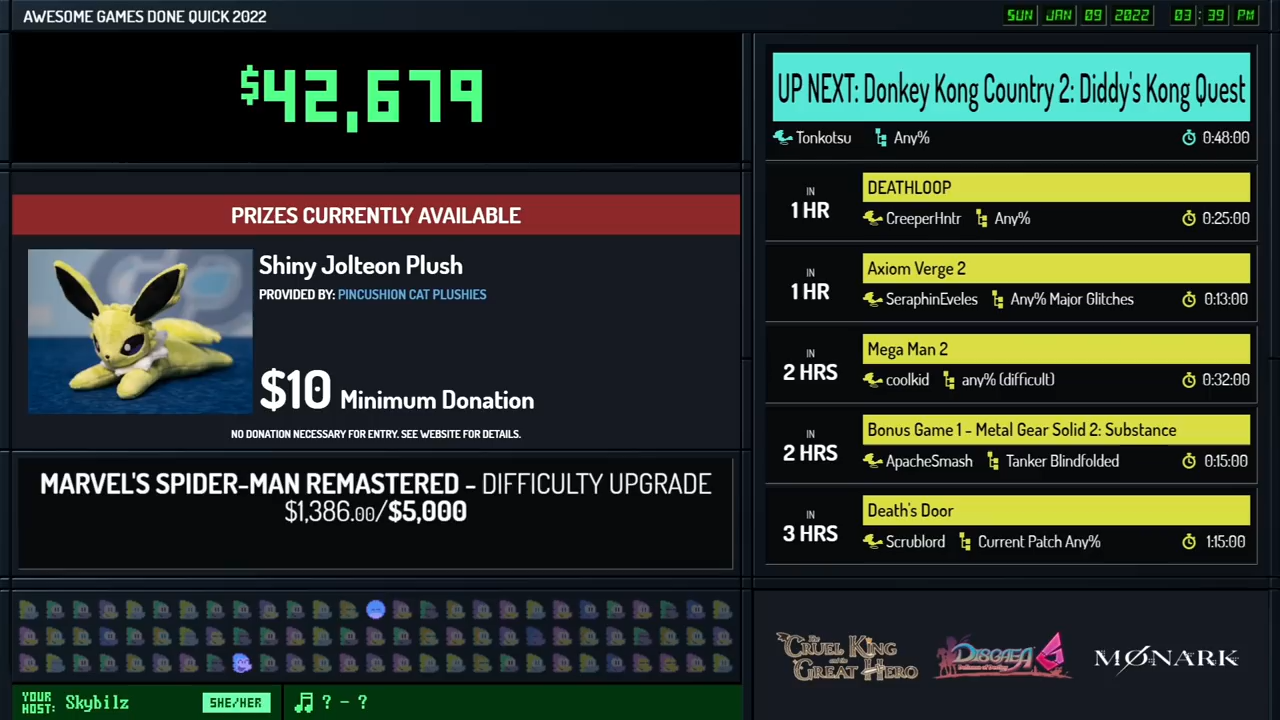 AWESOME GAMES DONE QUICK 2022
SUN JAN 09 2022 03:39 PM
$42,679
PRIZES CURRENTLY AVAILABLE
Shiny Jolteon Plush
PROVIDED BY: PINCUSHION CAT PLUSHIES
$10 Minimum Donation
NO DONATION NECESSARY FOR ENTRY. SEE WEBSITE FOR DETAILS.
MARVEL'S SPIDER-MAN REMASTERED - DIFFICULTY UPGRADE
$1,386.00/$5,000
YOUR HOST: Skybilz SHE/HER ? - ?
UP NEXT: Donkey Kong Country 2: Diddy's Kong Quest
Tonkotsu Any% 0:48:00
IN
1 HR
DEATHLOOP
CreeperHntr Any% 0:25:00
IN
1 HR
Axiom Verge 2
SeraphinEveles Any% Major Glitches 0:13:00
IN
2 HRS
Mega Man 2
coolkid any% (difficult) 0:32:00
IN
2 HRS
Bonus Game 1 - Metal Gear Solid 2: Substance
ApacheSmash Tanker Blindfolded 0:15:00
IN
3 HRS
Death's Door
Scrublord Current Patch Any% 1:15:00
The Cruel King and the Great Hero
DISGAEA 6
MONARK